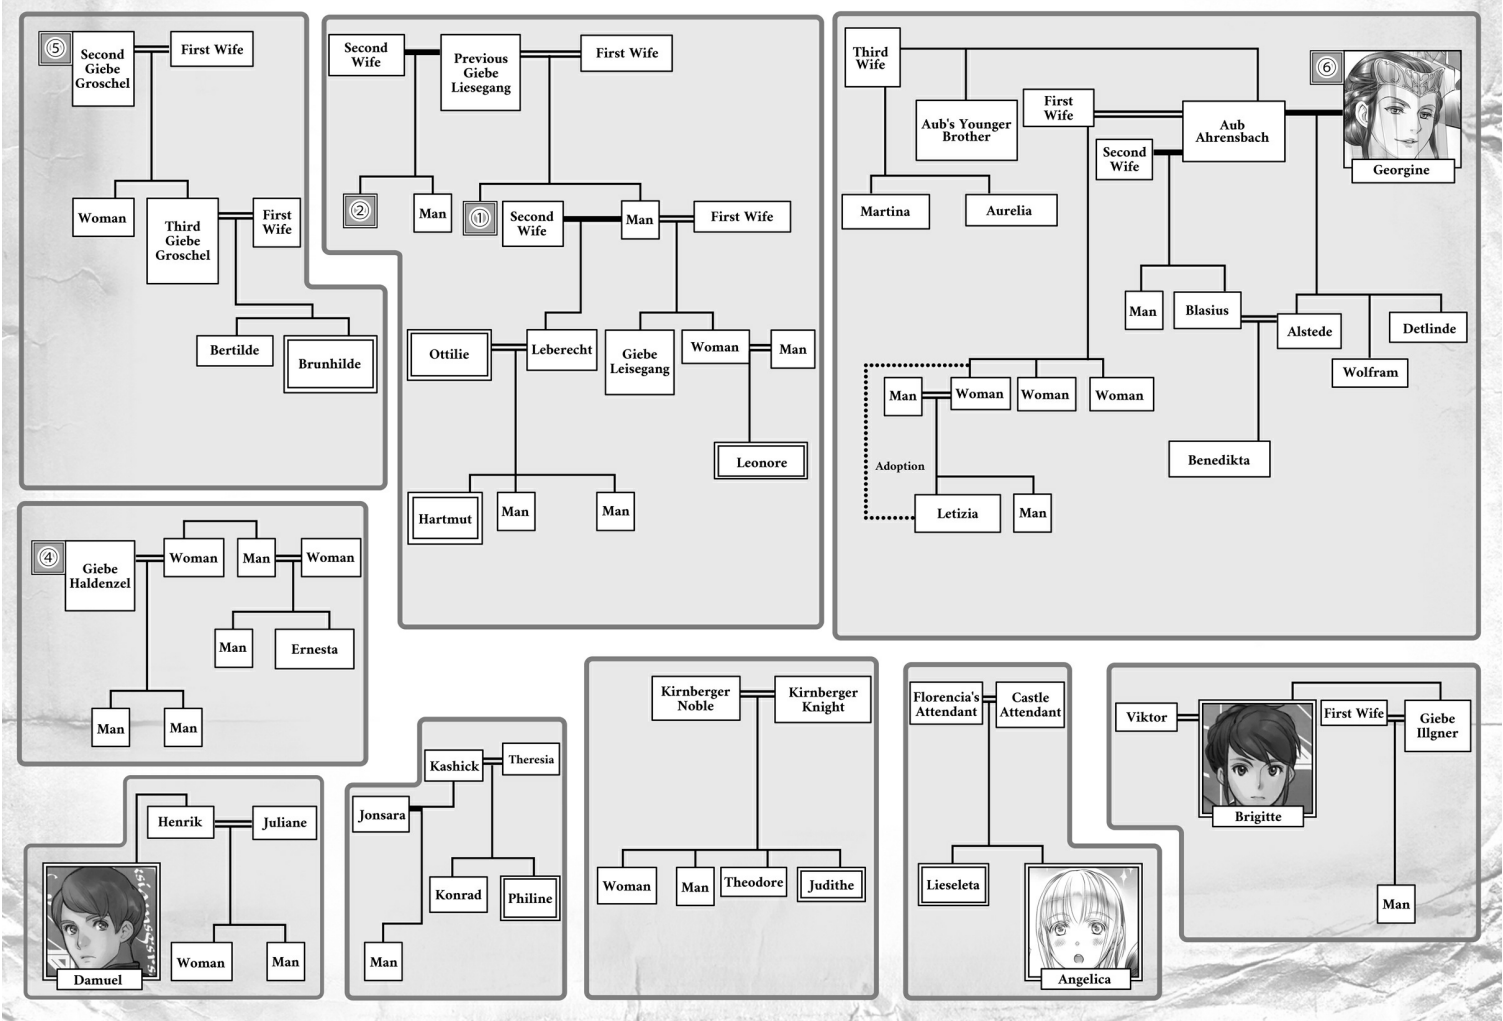 ⑤
Second
Giebe
Groschel
First Wife
Woman
Third
Giebe
Groschel
First
Wife
Bertilde
Brunhilde
Second
Wife
Previous
Giebe
Liesegang
First Wife
②
Man
①
Second
Wife
Man
First Wife
Ottilie
Leberecht
Giebe
Leisegang
Woman
Man
Leonore
Hartmut
Man
Man
Third
Wife
⑥
Aub's Younger
Brother
First
Wife
Aub
Ahrensbach
Second
Wife
Georgine
Martina
Aurelia
Man
Blasius
Alstede
Detlinde
Wolfram
Man
Woman
Woman
Woman
Benedikta
Adoption
Letizia
Man
④
Giebe
Haldenzel
Woman
Man
Woman
Man
Ernesta
Man
Man
Henrik
Juliane
Damuel
Woman
Man
Kashick
Theresia
Jonsara
Konrad
Philine
Man
Kirnberger
Noble
Kirnberger
Knight
Woman
Man
Theodore
Judithe
Florencia's
Attendant
Castle
Attendant
Lieseleta
Angelica
Viktor
Brigitte
First Wife
Giebe
Illgner
Man